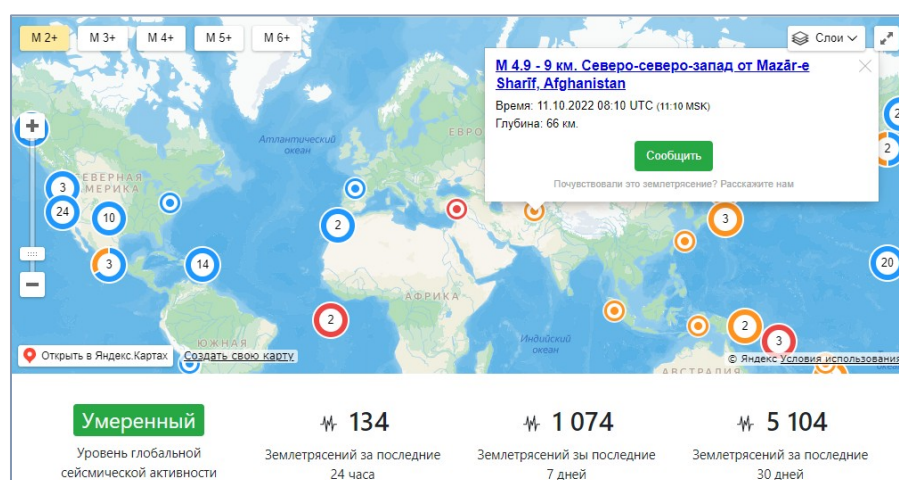 M 2+ M 3+ M 4+ M 5+ M 6+
Слои
М 4.9 - 9 км. Северо-северо-запад от Mazār-e
Sharīf, Afghanistan
Время: 11.10.2022 08:10 UTC (11:10 MSK)
Глубина: 66 км.
Сообщить
Почувствовали это землетрясение? Расскажите нам
Атлантический
океан
ЕВРО
СЕВЕРНАЯ
АМЕРИКА
2
2
3
24
10
2
3
3
14
20
АФРИКА
2
2
3
ЮЖНАЯ
Индийский
океан
АВСТРАЛИЯ
Открыть в Яндекс.Картах Создать свою карту
© Яндекс Условия использования
Умеренный
Уровень глобальной
сейсмической активности
134
Землетрясений за последние
24 часа
1 074
Землетрясений зы последние
7 дней
5 104
Землетрясений за последние
30 дней